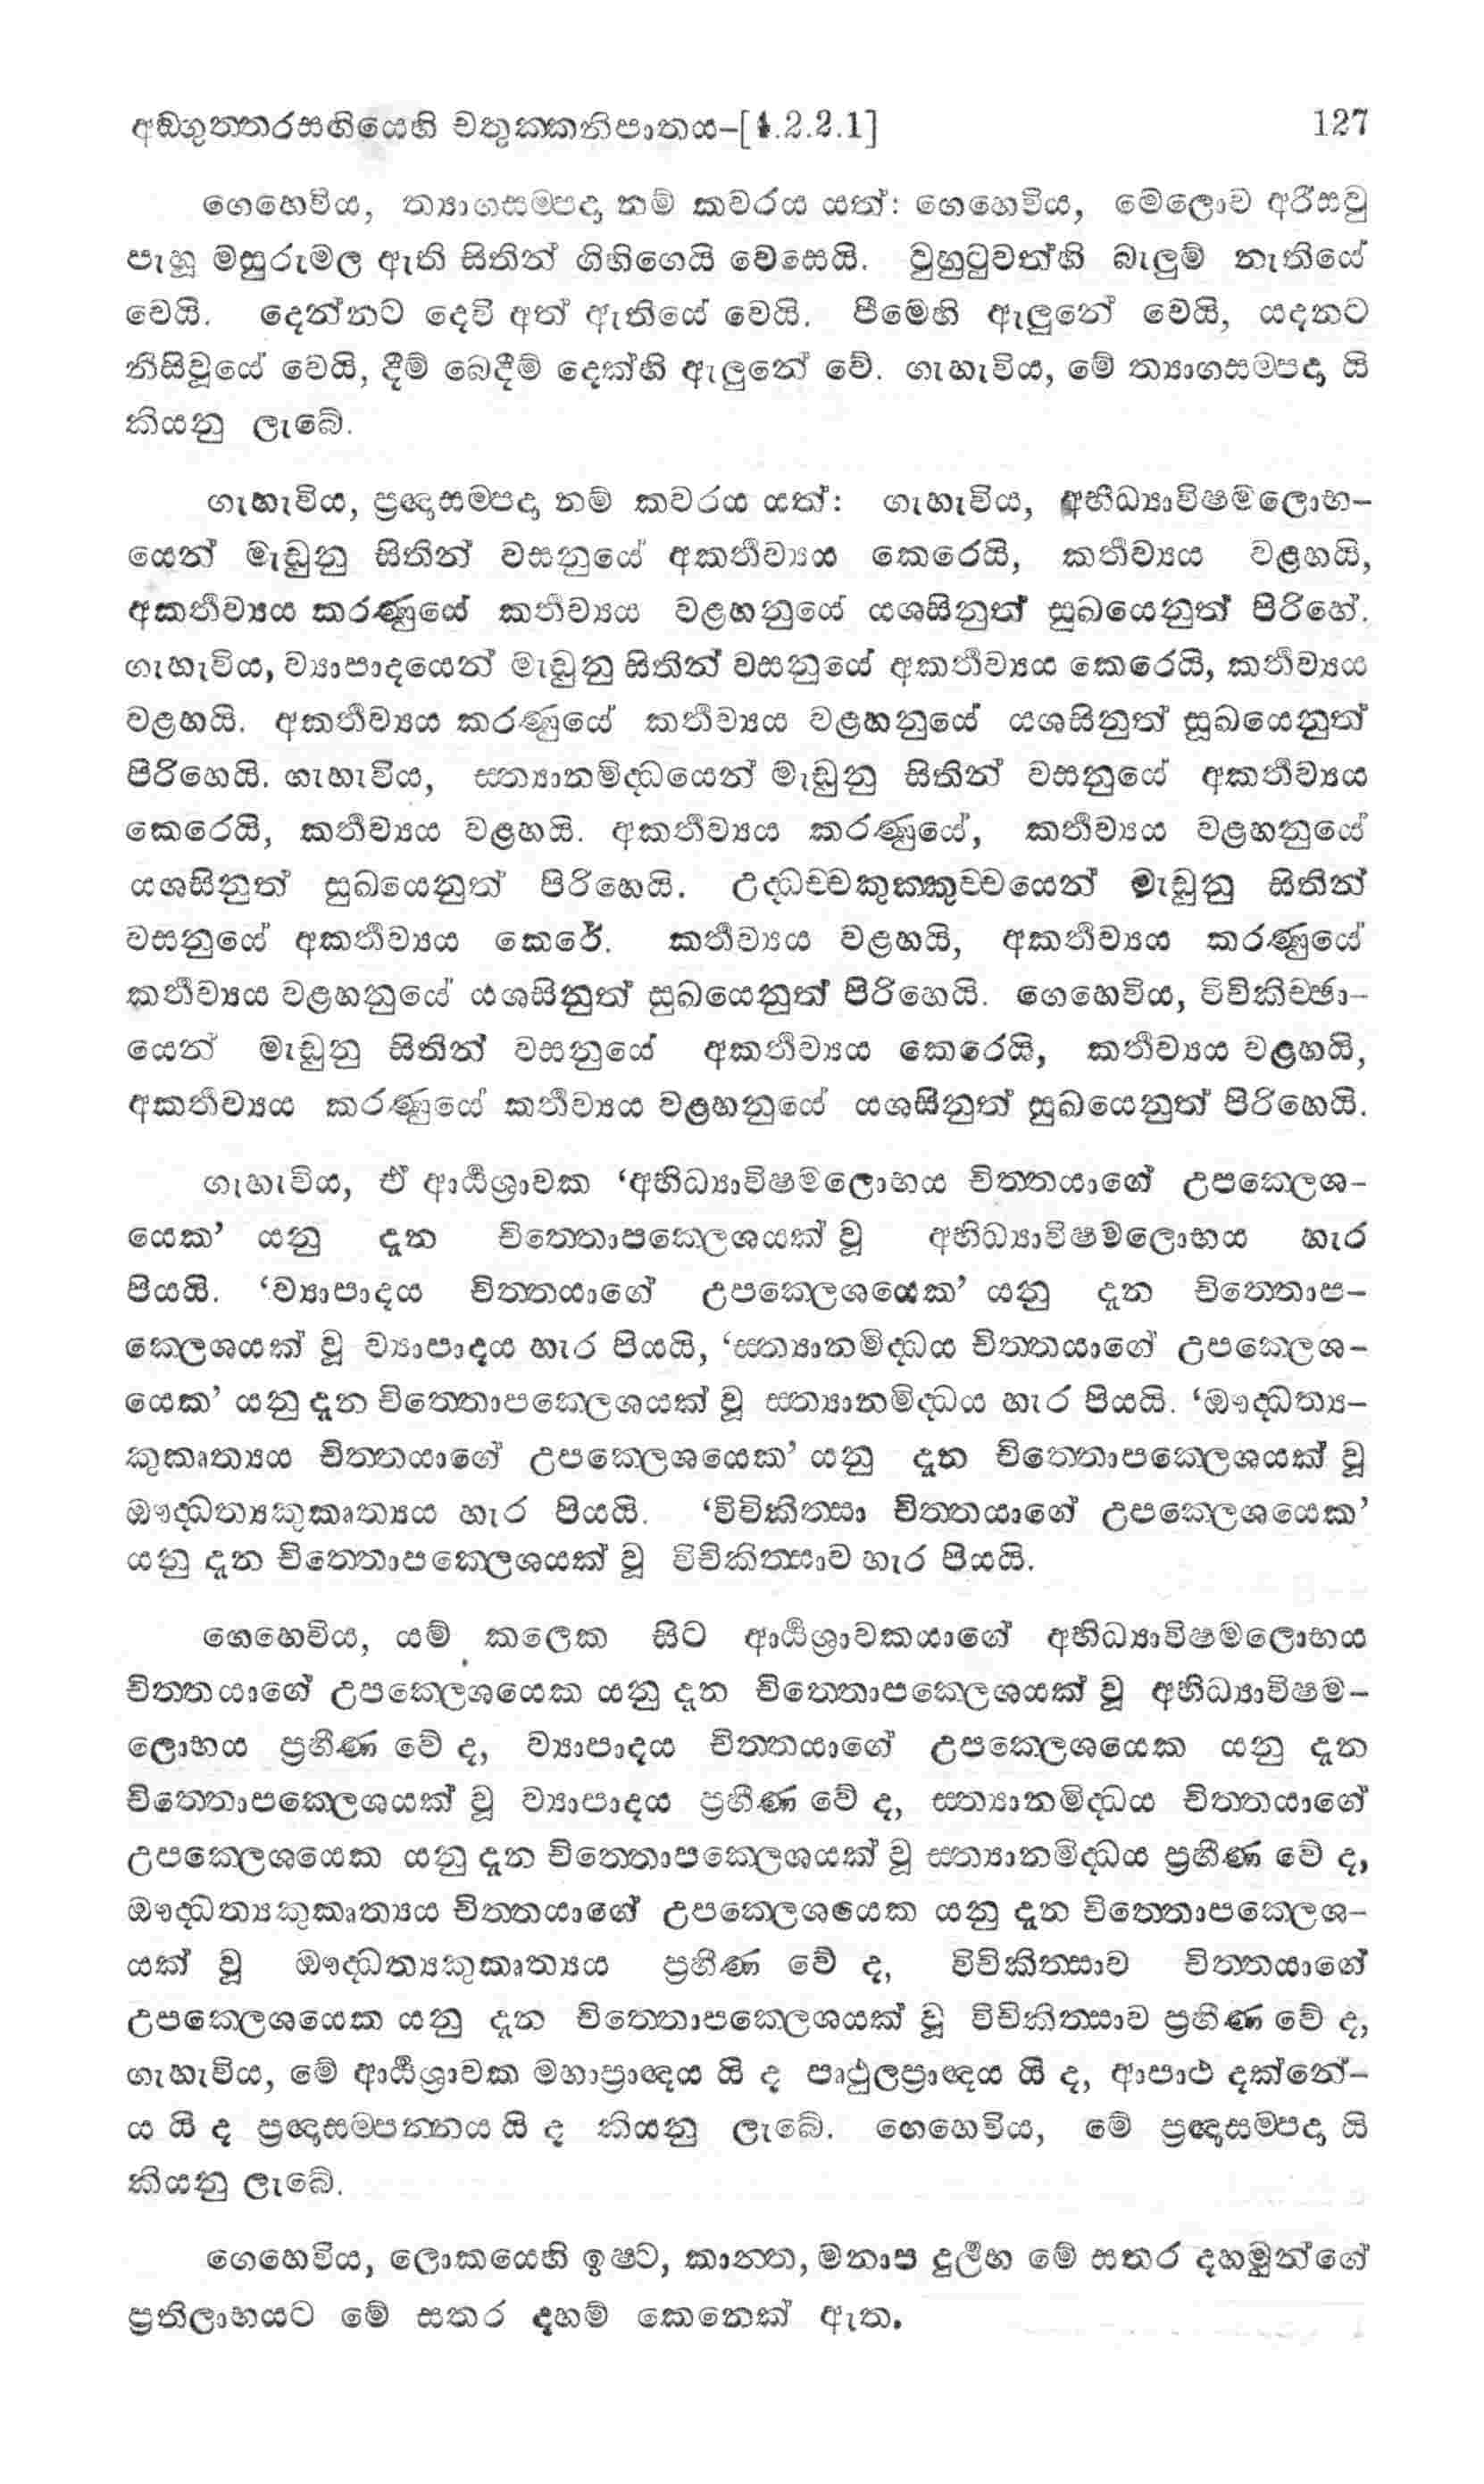 අඞ්ගුත්තරසඟියෙහි චතුක්කනිපාතය-[4.2.2.1] 127
ගෙහෙවිය, ත්‍යාගසම්පද නම් කවරය යත්: ගෙහෙවිය, මේලොව අරිසවු
පැහූ මසුරුමල ඇති සිතින් ගිහිගෙයි වෙසෙයි. වුහුටුවත්හි බැලුම් නැතියේ
වෙයි. දෙන්නට දෙවි අත් ඇතියේ වෙයි. පීමෙහි ඇලුනේ වෙයි, යදනට
නිසිවූයේ වෙයි, දීම් බෙදීම් දෙක්හි ඇලුනේ වේ. ගැහැවිය, මේ ත්‍යාගසම්පද යි
කියනු ලැබේ.
ගැහැවිය, ප්‍රඥාසම්පද නම් කවරය යත්: ගැහැවිය, අභිධ්‍යාවිෂමලොභ-
යෙන් මැඩුනු සිතින් වසනුයේ අකර්තව්‍යය කෙරෙයි, කර්තව්‍යය වළහයි,
අකර්තව්‍යය කරණුයේ කර්තව්‍යය වළහනුයේ යශසිනුත් සුඛයෙනුත් පිරිහේ.
ගැහැවිය, ව්‍යාපාදයෙන් මැඩුනු සිතින් වසනුයේ අකර්තව්‍යය කෙරෙයි, කර්තව්‍යය
වළහයි. අකර්තව්‍යය කරණුයේ කර්තව්‍යය වළහනුයේ යශසිනුත් සුඛයෙනුත්
පිරිහෙයි. ගැහැවිය, ස්ත්‍යානමිද්ධයෙන් මැඩුනු සිතින් වසනුයේ අකර්තව්‍යය
කෙරෙයි, කර්තව්‍යය වළහයි. අකර්තව්‍යය කරණුයේ, කර්තව්‍යය වළහනුයේ
යශසිනුත් සුඛයෙනුත් පිරිහෙයි. උද්ධච්චකුක්කුච්චයෙන් මැඩුනු සිතින්
වසනුයේ අකර්තව්‍යය කෙරේ. කර්තව්‍යය වළහයි, අකර්තව්‍යය කරණුයේ
කර්තව්‍යය වළහනුයේ යශසිනුත් සුඛයෙනුත් පිරිහෙයි. ගෙහෙවිය, විචිකිච්ඡා-
යෙන් මැඩුනු සිතින් වසනුයේ අකර්තව්‍යය කෙරෙයි, කර්තව්‍යය වළහයි,
අකර්තව්‍යය කරණුයේ කර්තව්‍යය වළහනුයේ යශසිනුත් සුඛයෙනුත් පිරිහෙයි.
ගැහැවිය, ඒ ආර්‍ය්‍යශ්‍රාවක ‘අභිධ්‍යාවිෂමලොභය චිත්තයාගේ උපක්ලෙශ-
යෙක’ යනු දැන චිත්තොපක්ලෙශයක් වූ අභිධ්‍යාවිෂමලොභය හැර
පියයි. ‘ව්‍යාපාදය චිත්තයාගේ උපක්ලෙශයෙක’ යනු දැන චිත්තොප-
ක්ලෙශයක් වූ ව්‍යාපාදය හැර පියයි, ‘ස්ත්‍යානමිද්ධය චිත්තයාගේ උපක්ලෙශ-
යෙක’ යනු දැන චිත්තොපක්ලෙශයක් වූ ස්ත්‍යානමිද්ධය හැර පියයි. ‘ඖද්ධත්‍ය-
කුකෘත්‍යය චිත්තයාගේ උපක්ලෙශයෙක’ යනු දැන චිත්තොපක්ලෙශයක් වූ
ඖද්ධත්‍යකුකෘත්‍යය හැර පියයි. ‘විචිකිත්සා චිත්තයාගේ උපක්ලෙශයෙක’
යනු දැන චිත්තොපක්ලෙශයක් වූ විචිකිත්සාව හැර පියයි.
ගෙහෙවිය, යම් කලෙක සිට ආර්‍ය්‍යශ්‍රාවකයාගේ අභිධ්‍යාවිෂමලොභය
චිත්තයාගේ උපක්ලෙශයෙක යනු දැන චිත්තොපක්ලෙශයක් වූ අභිධ්‍යාවිෂම-
ලොභය ප්‍රහීණ වේ ද, ව්‍යාපාදය චිත්තයාගේ උපක්ලෙශයෙක යනු දැන
චිත්තොපක්ලෙශයක් වූ ව්‍යාපාදය ප්‍රහීණ වේ ද, ස්ත්‍යානමිද්ධය චිත්තයාගේ
උපක්ලෙශයෙක යනු දැන චිත්තොපක්ලෙශයක් වූ ස්ත්‍යානමිද්ධය ප්‍රහීණ වේ ද,
ඖද්ධත්‍යකුකෘත්‍යය චිත්තයාගේ උපක්ලෙශයෙක යනු දැන චිත්තොපක්ලෙශ-
යක් වූ ඖද්ධත්‍යකුකෘත්‍යය ප්‍රහීණ වේ ද, විචිකිත්සාව චිත්තයාගේ
උපක්ලෙශයෙක යනු දැන චිත්තොපක්ලෙශයක් වූ විචිකිත්සාව ප්‍රහීණ වේ ද,
ගැහැවිය, මේ ආර්‍ය්‍යශ්‍රාවක මහාප්‍රාඥය යි ද පෘථුලප්‍රාඥය යි ද, ආපාථ දක්නේ-
ය යි ද ප්‍රඥාසම්පන්නය යි ද කියනු ලැබේ. ගෙහෙවිය, මේ ප්‍රඥාසම්පද යි
කියනු ලැබේ.
ගෙහෙවිය, ලොකයෙහි ඉෂ්ට, කාන්ත, මනාප දුර්ලභ මේ සතර දහමුන්ගේ
ප්‍රතිලාභයට මේ සතර දහම් කෙනෙක් ඇත.